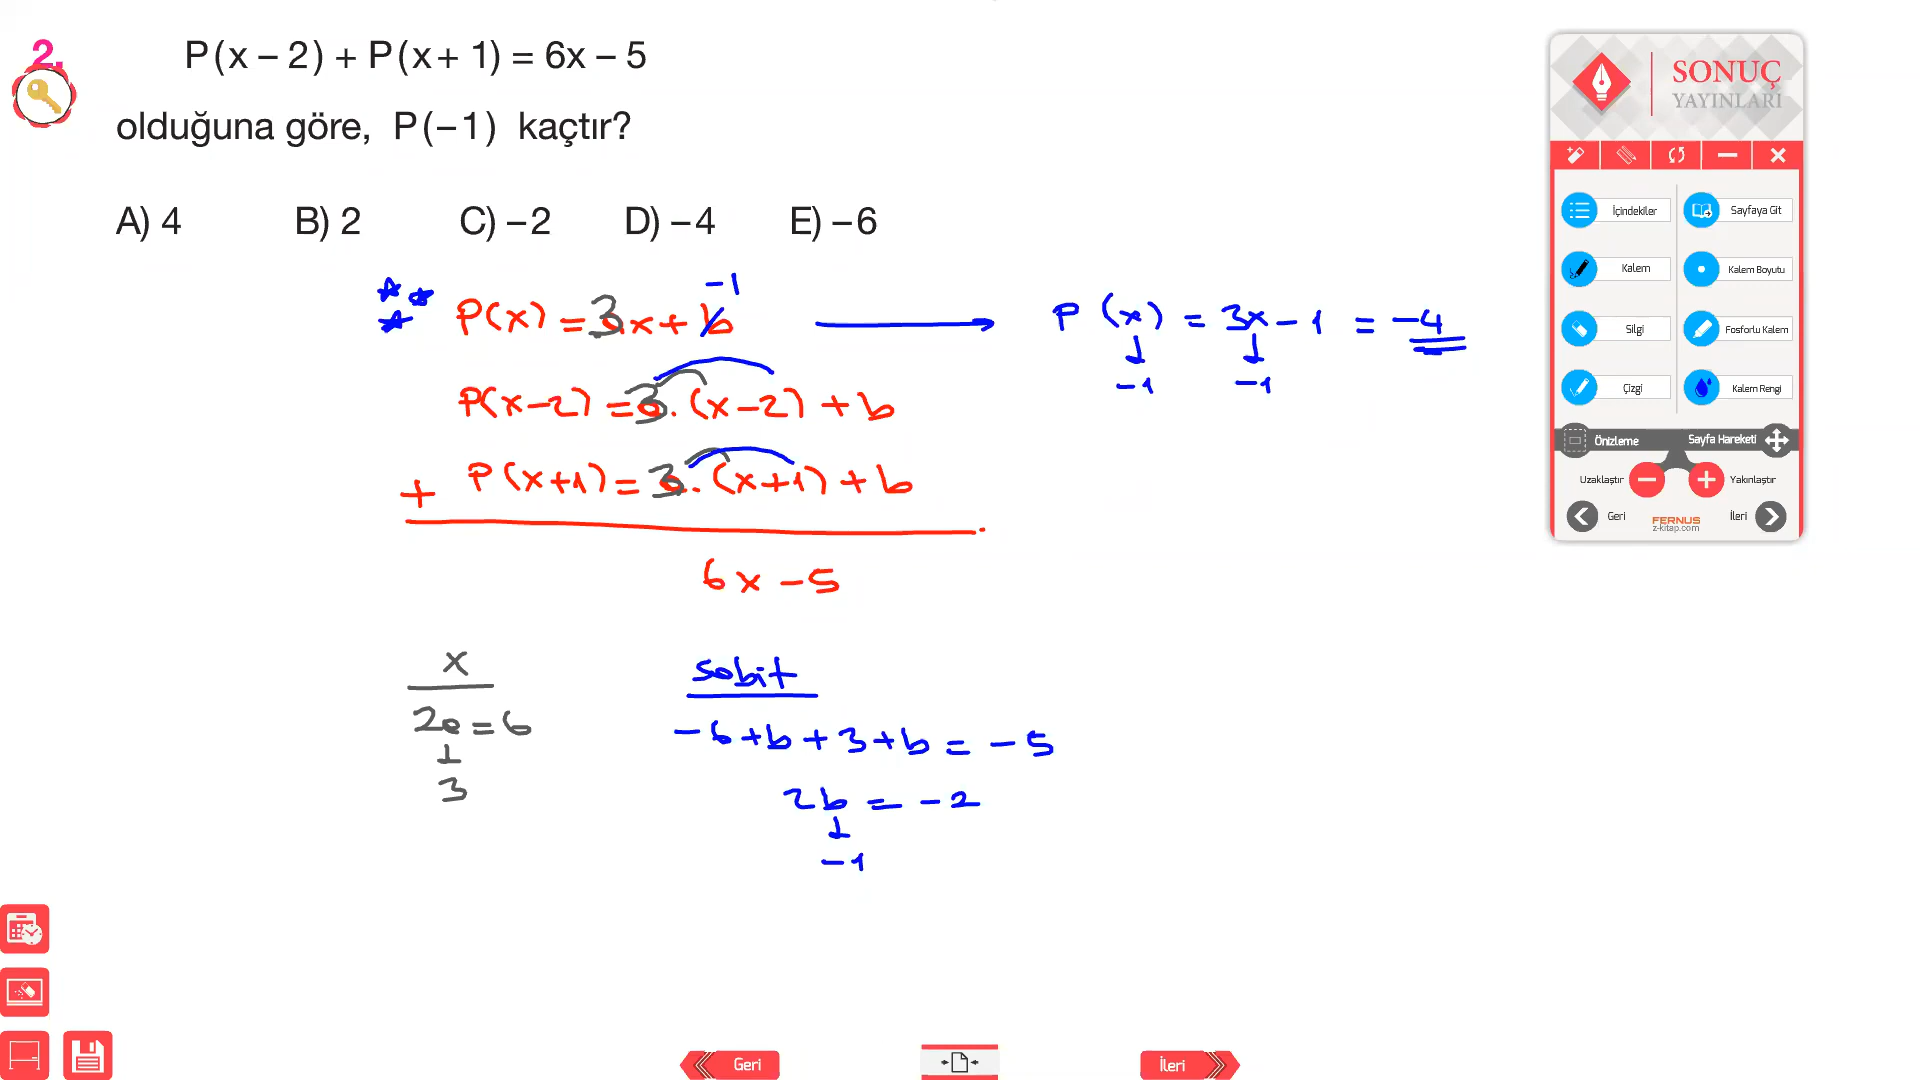 2.
P(x – 2) + P(x + 1) = 6x – 5
olduğuna göre, P(–1) kaçtır?
A) 4 B) 2 C) –2 D) –4 E) –6
P(x) = 3x + b -1
P(x) = 3x - 1 = -4
-1 -1
P(x-2) = 3.(x-2) + b
+ P(x+1) = 3.(x+1) + b
6x - 5
x
2a = 6
3
sabit
-6 + b + 3 + b = -5
2b = -2
-1
SONUÇ
YAYINLARI
İçindekiler Sayfaya Git
Kalem Kalem Boyutu
Silgi Fosforlu Kalem
Çizgi Kalem Rengi
Önizleme Sayfa Hareketi
Uzaklaştır Yakınlaştır
Geri FERNUS İleri
z-kitap.com
Geri İleri